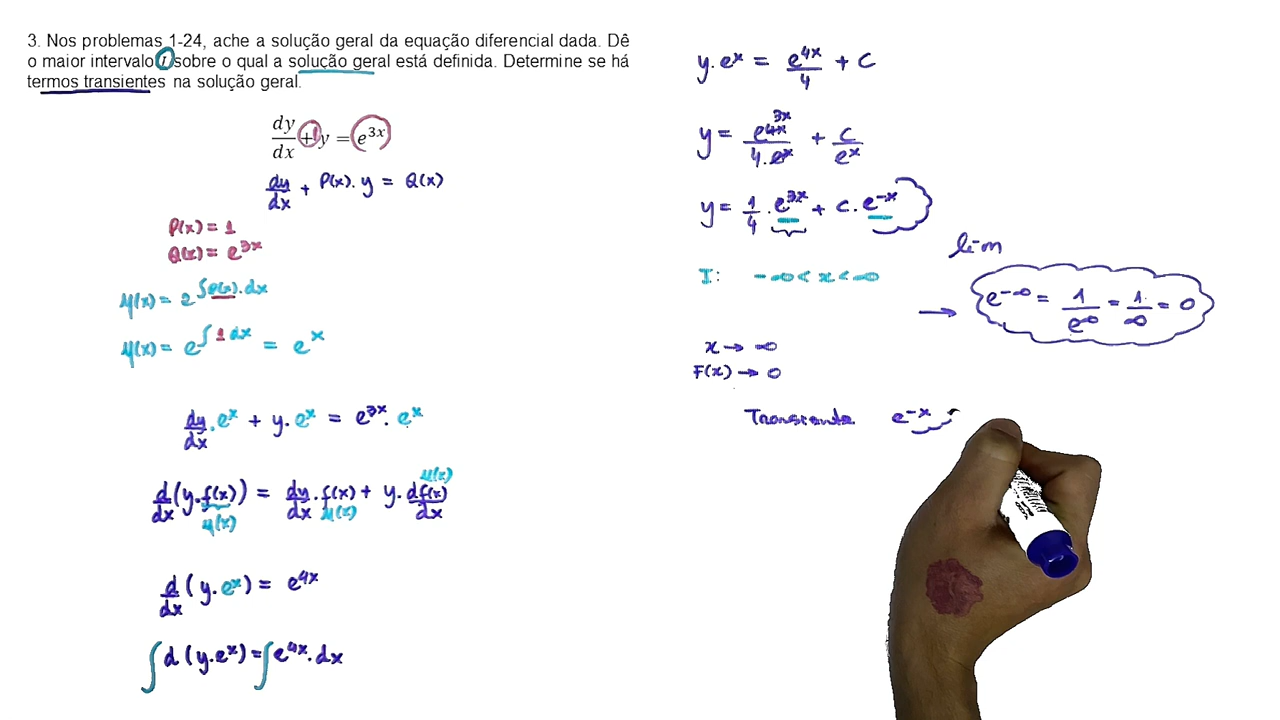 3. Nos problemas 1-24, ache a solução geral da equação diferencial dada. Dê
o maior intervalo I sobre o qual a solução geral está definida. Determine se há
termos transientes na solução geral.
dy/dx + 1y = e^{3x}
dy/dx + P(x).y = Q(x)
P(x) = 1
Q(x) = e^{3x}
μ(x) = e^{∫P(x).dx}
μ(x) = e^{∫1 dx} = e^x
dy/dx.e^x + y.e^x = e^{3x}.e^x
d/dx(y.f(x)) = dy/dx.f(x) + y.df(x)/dx
μ(x) μ(x) μ(x)
d/dx(y.e^x) = e^{4x}
∫d(y.e^x) = ∫e^{4x}.dx
y.e^x = e^{4x}/4 + C
y = e^{4x}/4.e^x + C/e^x
3x
y = 1/4.e^{3x} + C.e^{-x}
I: -∞ < x < ∞
lim
→ e^{-∞} = 1/e^∞ = 1/∞ = 0
x → ∞
F(x) → 0
Transiente e^{-x}